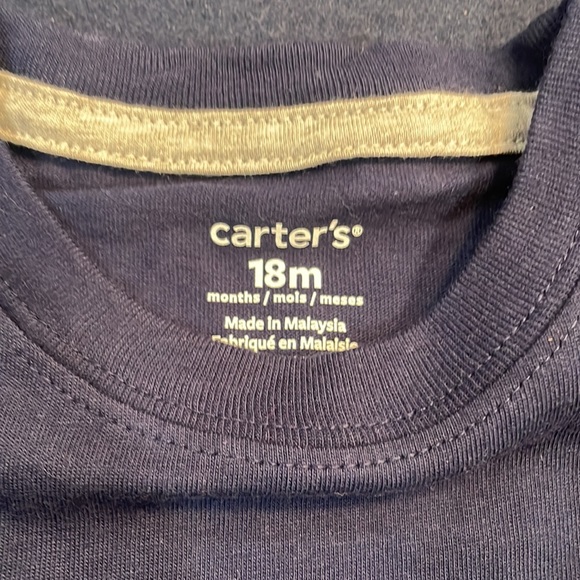 carter's®
18m
months / mois / meses
Made in Malaysia
Fabriqué en Malaisie